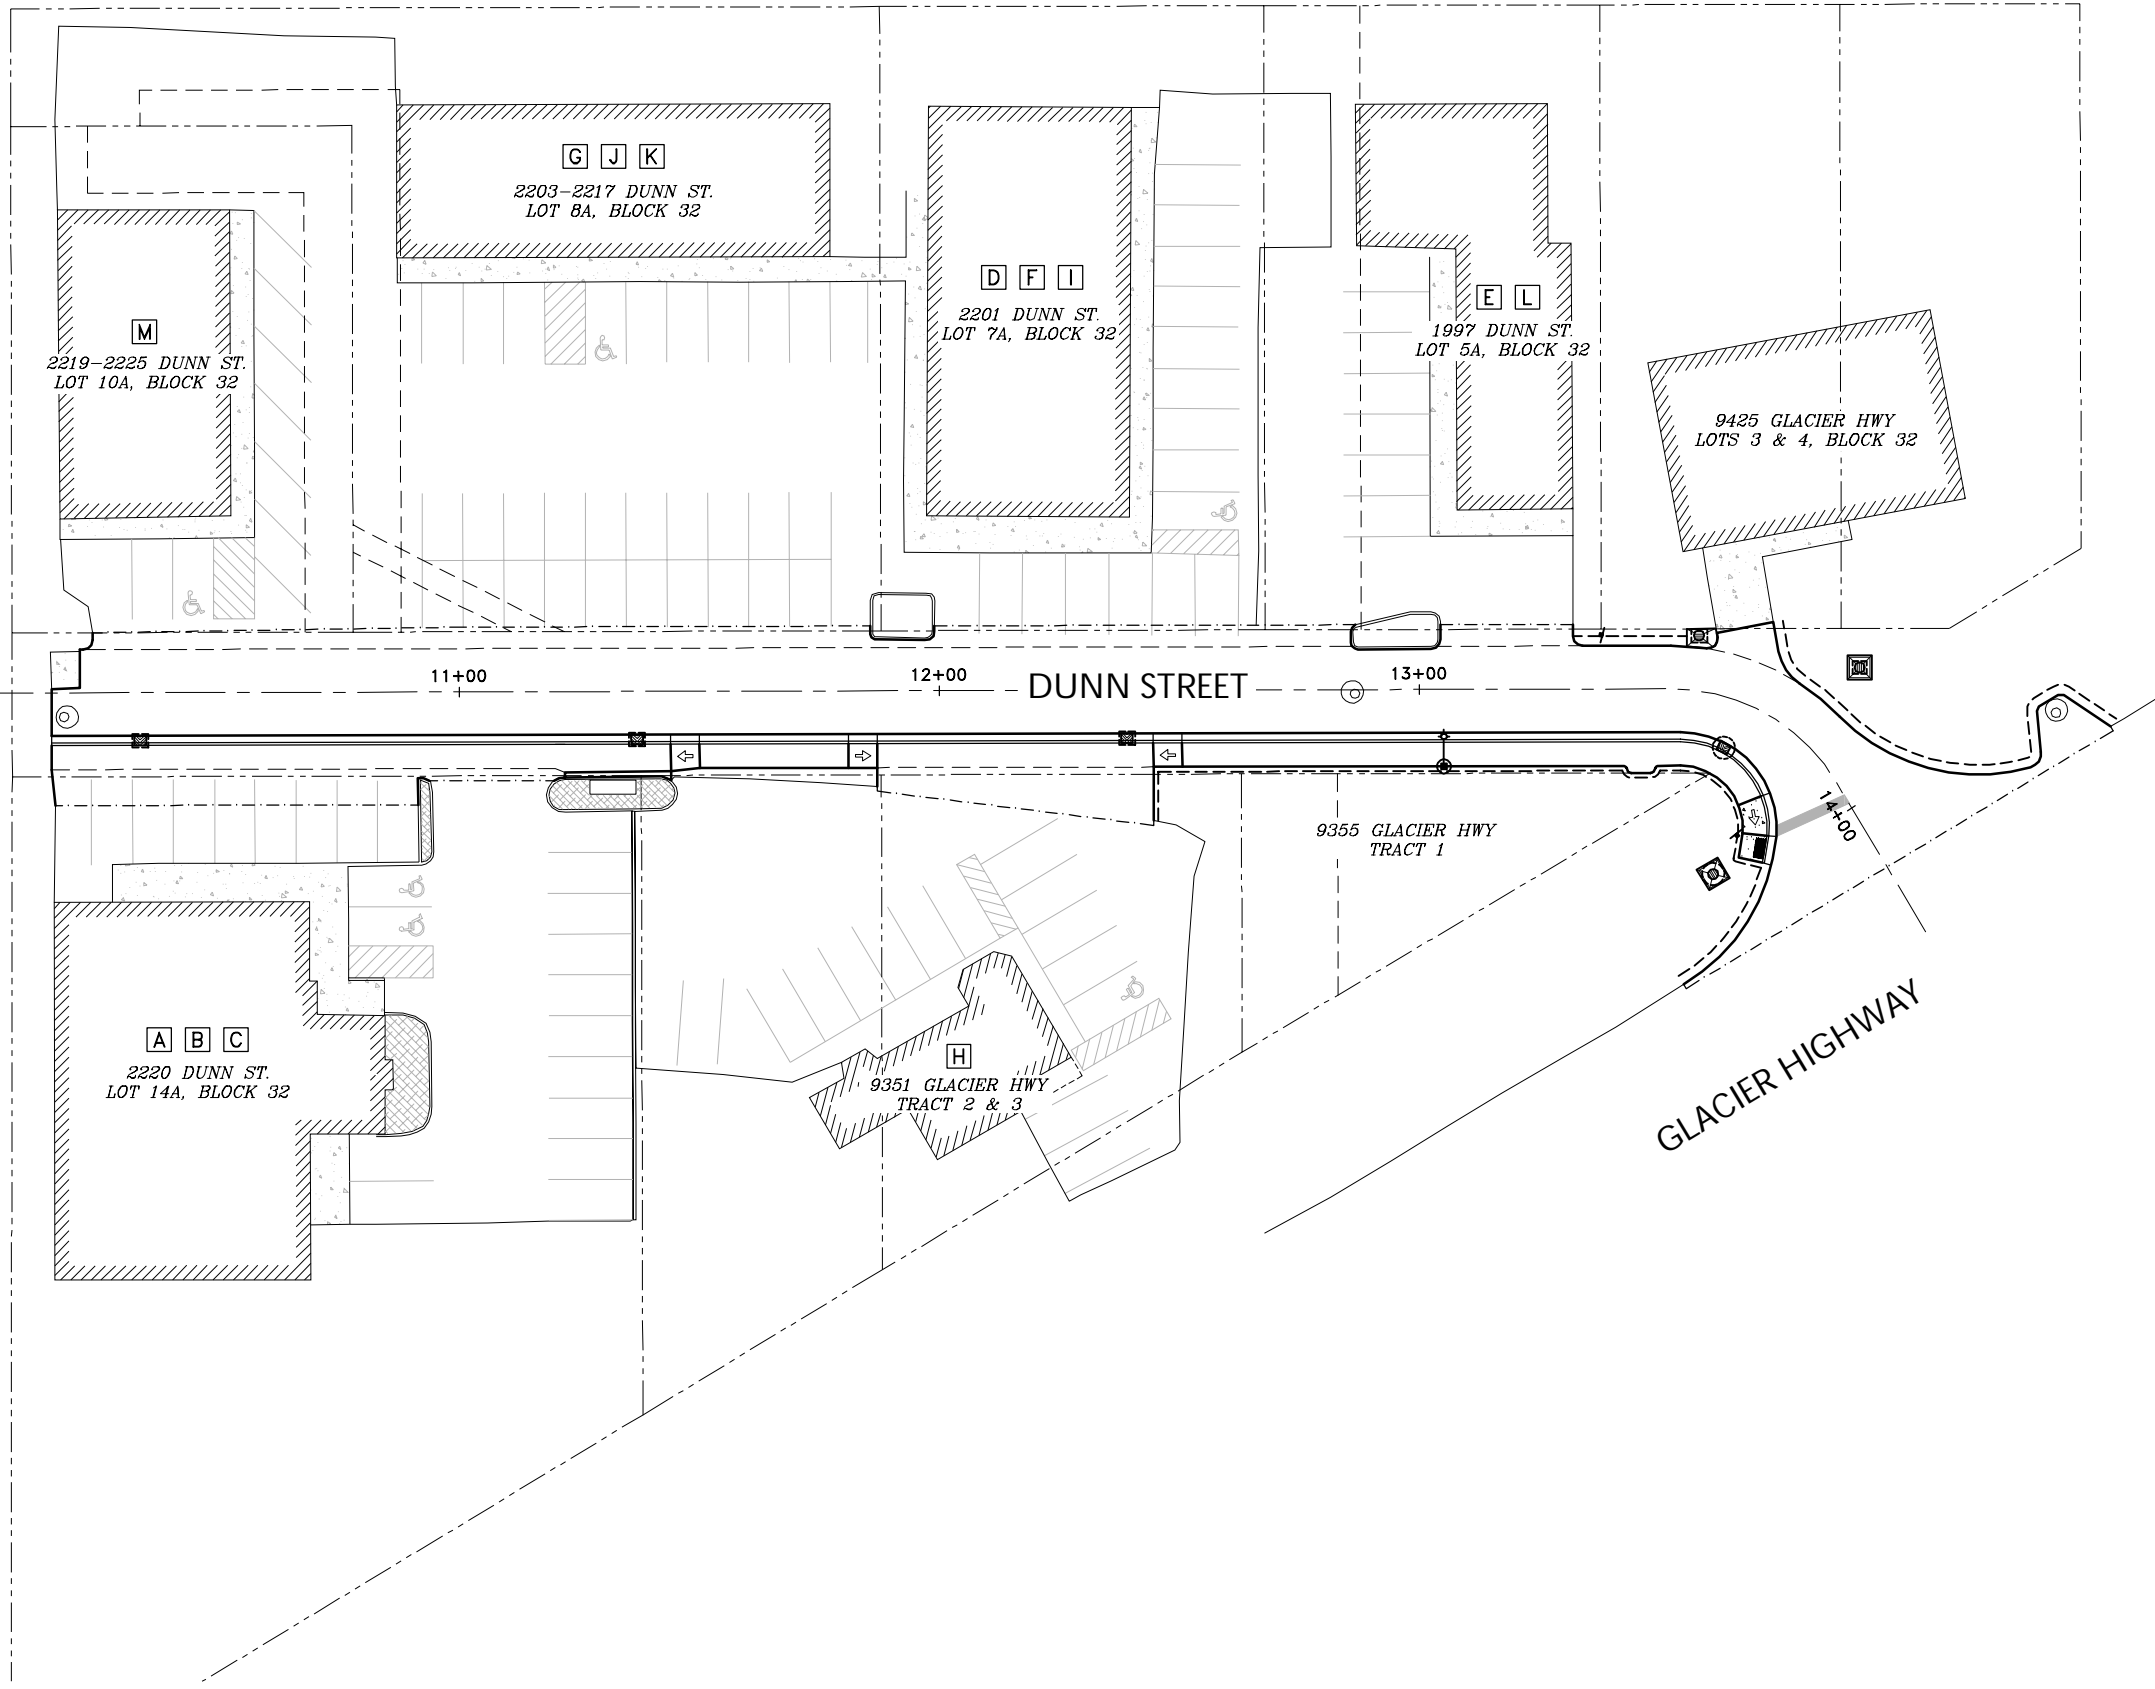 G J K
2203-2217 DUNN ST.
LOT 8A, BLOCK 32
D F I
2201 DUNN ST.
LOT 7A, BLOCK 32
E L
1997 DUNN ST.
LOT 5A, BLOCK 32
M
2219-2225 DUNN ST.
LOT 10A, BLOCK 32
9425 GLACIER HWY
LOTS 3 & 4, BLOCK 32
11+00
12+00
DUNN STREET
13+00
14+00
9355 GLACIER HWY
TRACT 1
A B C
2220 DUNN ST.
LOT 14A, BLOCK 32
H
9351 GLACIER HWY
TRACT 2 & 3
GLACIER HIGHWAY